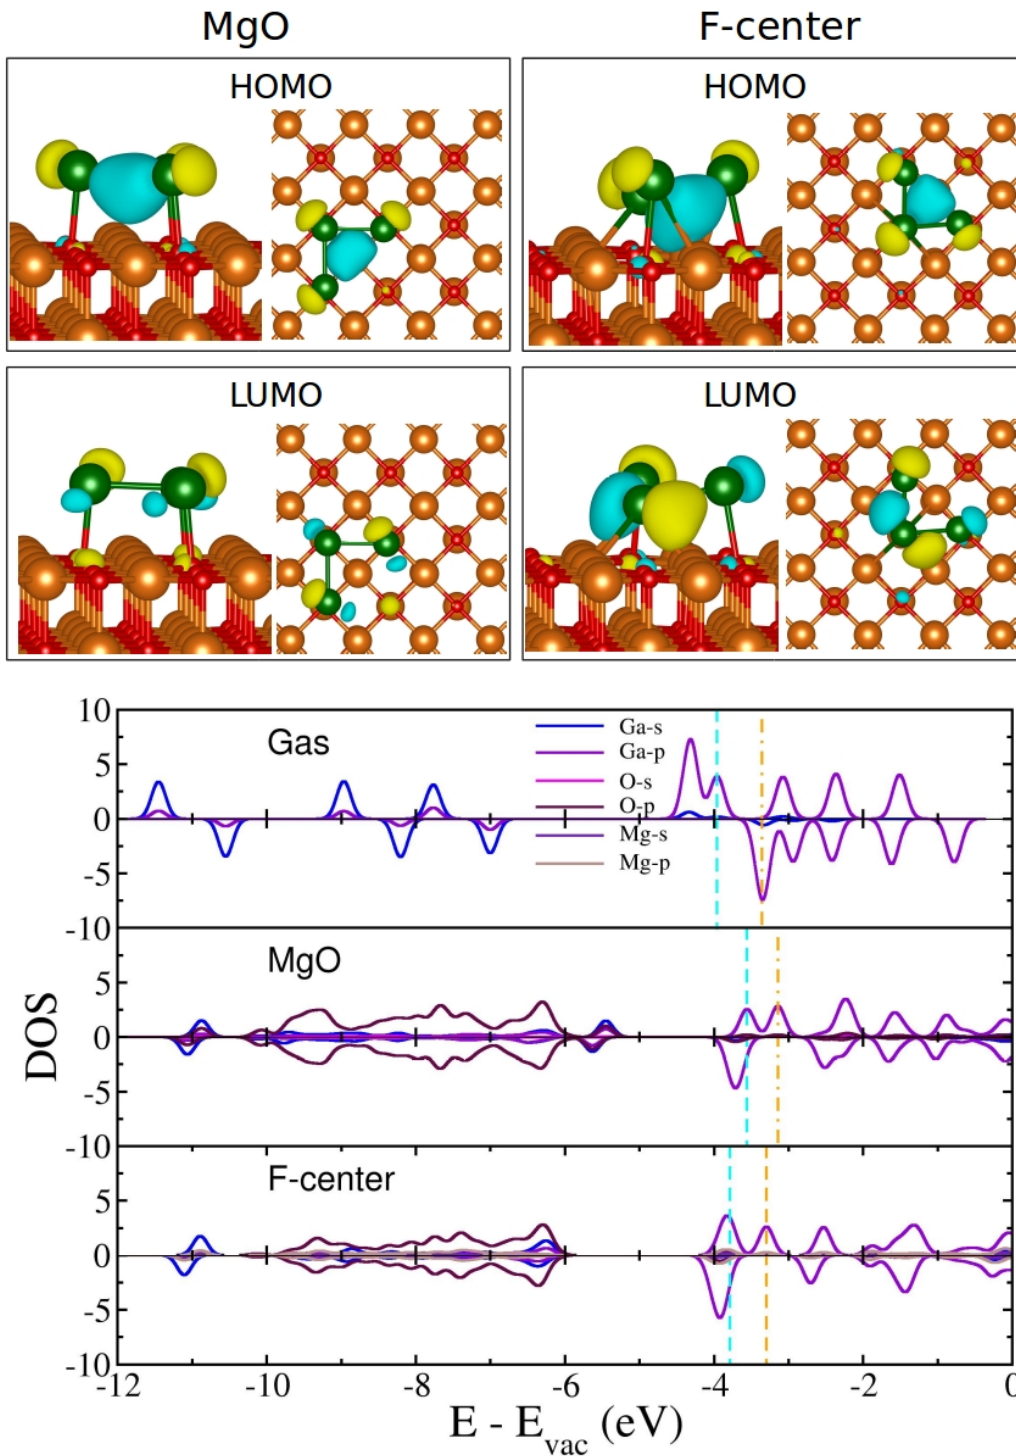 MgO F-center
HOMO HOMO
LUMO LUMO
10
5
0
-5
-10
Gas
Ga-s
Ga-p
O-s
O-p
Mg-s
Mg-p
5
0
-5
-10
MgO
DOS
5
0
-5
-10
F-center
-12 -10 -8 -6 -4 -2 0
E - Evac (eV)